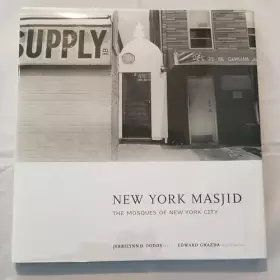 SUPPLY
NEW YORK MASJID
THE MOSQUES OF NEW YORK CITY
JERRILYNN D. DODDS
EDWARD GRAZDA